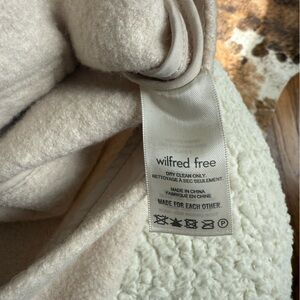 wilfred free
DRY CLEAN ONLY
NETTOYAGE À SEC SEULEMENT
MADE IN CHINA
FABRIQUÉ EN CHINE
MADE FOR EACH OTHER.
P